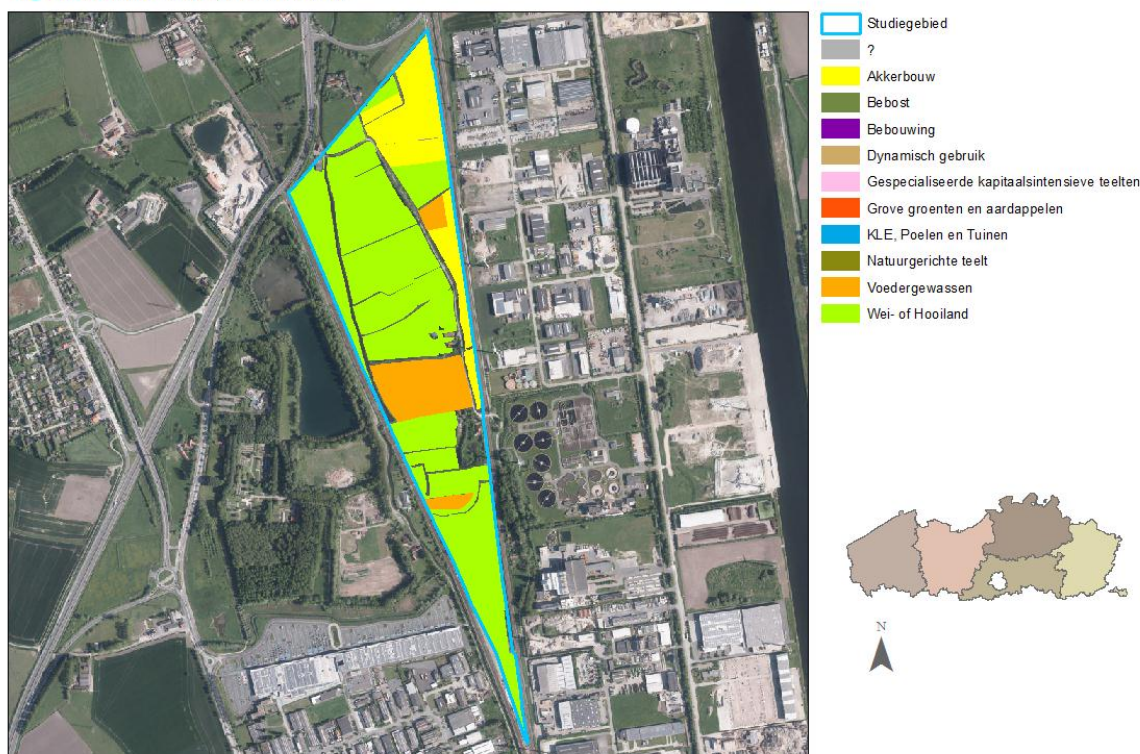 Studiegebied
?
Akkerbouw
Bebost
Bebouwing
Dynamisch gebruik
Gespecialiseerde kapitaalsintensieve teelten
Grove groenten en aardappelen
KLE, Poelen en Tuinen
Natuurgerichte teelt
Voedergewassen
Wei- of Hooiland
N